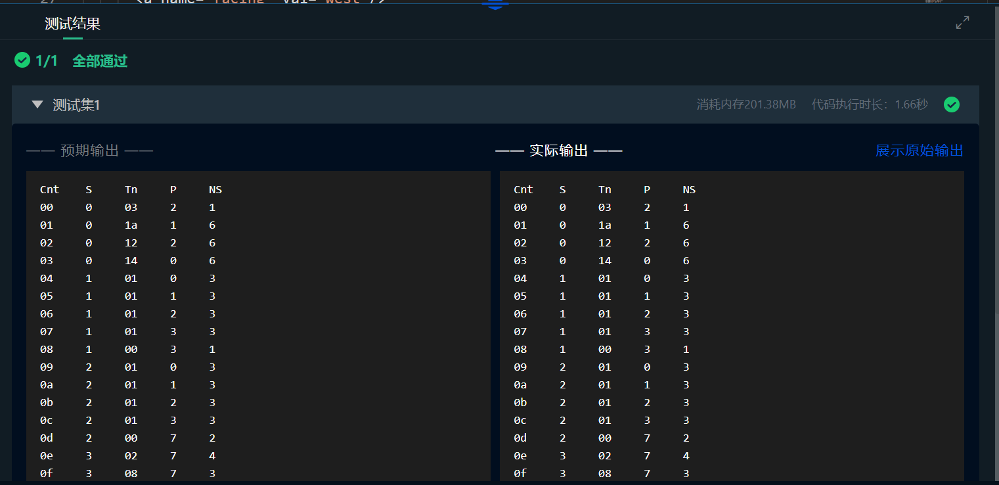 27 <a name="facing" val="west"/>
测试结果
1/1 全部通过
测试集1 消耗内存201.38MB 代码执行时长：1.66秒
—— 预期输出 —— —— 实际输出 —— 展示原始输出
Cnt S Tn P NS Cnt S Tn P NS
00 0 03 2 1 00 0 03 2 1
01 0 1a 1 6 01 0 1a 1 6
02 0 12 2 6 02 0 12 2 6
03 0 14 0 6 03 0 14 0 6
04 1 01 0 3 04 1 01 0 3
05 1 01 1 3 05 1 01 1 3
06 1 01 2 3 06 1 01 2 3
07 1 01 3 3 07 1 01 3 3
08 1 00 3 1 08 1 00 3 1
09 2 01 0 3 09 2 01 0 3
0a 2 01 1 3 0a 2 01 1 3
0b 2 01 2 3 0b 2 01 2 3
0c 2 01 3 3 0c 2 01 3 3
0d 2 00 7 2 0d 2 00 7 2
0e 3 02 7 4 0e 3 02 7 4
0f 3 08 7 3 0f 3 08 7 3